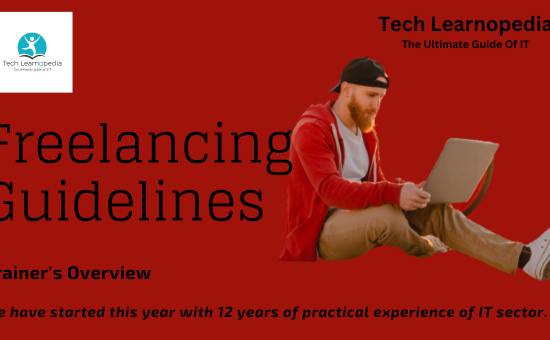 Tech Learnopedia
The Ultimate Guide Of IT
Tech Learnopedia
The Ultimate Guide Of IT
Freelancing
Guidelines
rainer's Overview
e have started this year with 12 years of practical experience of IT sector.